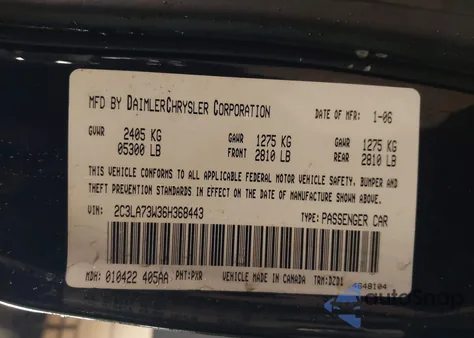 MFD BY DAIMLERCHRYSLER CORPORATION DATE OF MFR: 1-06
GVWR 2405 KG GAWR 1275 KG GAWR 1275 KG
05300 LB FRONT 2810 LB REAR 2810 LB
THIS VEHICLE CONFORMS TO ALL APPLICABLE FEDERAL MOTOR VEHICLE SAFETY, BUMPER AND
THEFT PREVENTION STANDARDS IN EFFECT ON THE DATE OF MANUFACTURE SHOWN ABOVE.
VIN: 2C3LA73W36H368443 TYPE: PASSENGER CAR
MDH: 010422 405AA PNT: PXR VEHICLE MADE IN CANADA TRM: DZD1
4648104
autoSnap